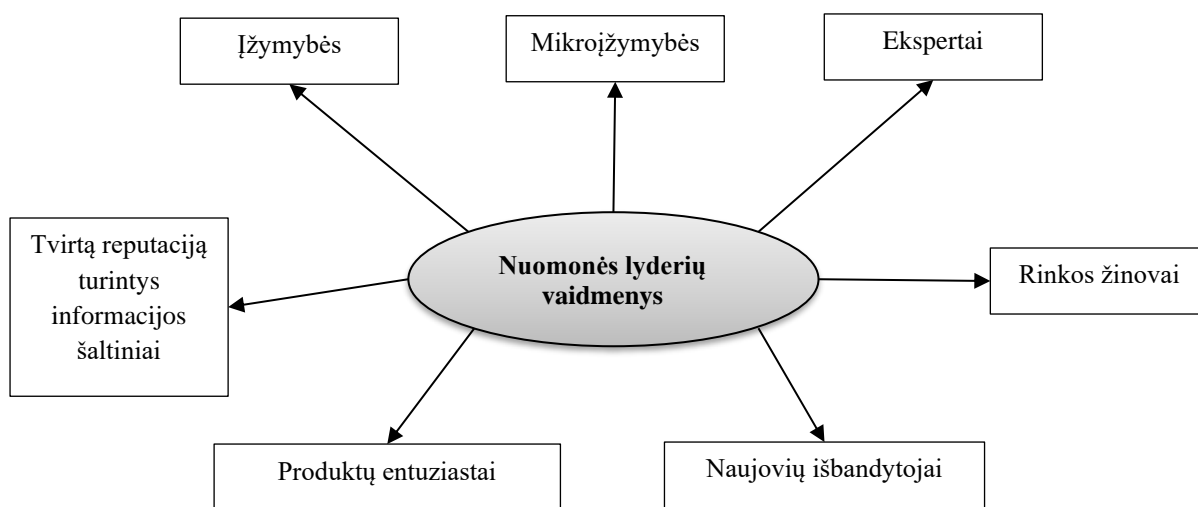 Įžymybės
Mikroįžymybės
Ekspertai
Tvirtą reputaciją
turintys
informacijos
šaltiniai
Nuomonės lyderių
vaidmenys
Rinkos žinovai
Produktų entuziastai
Naujovių išbandytojai